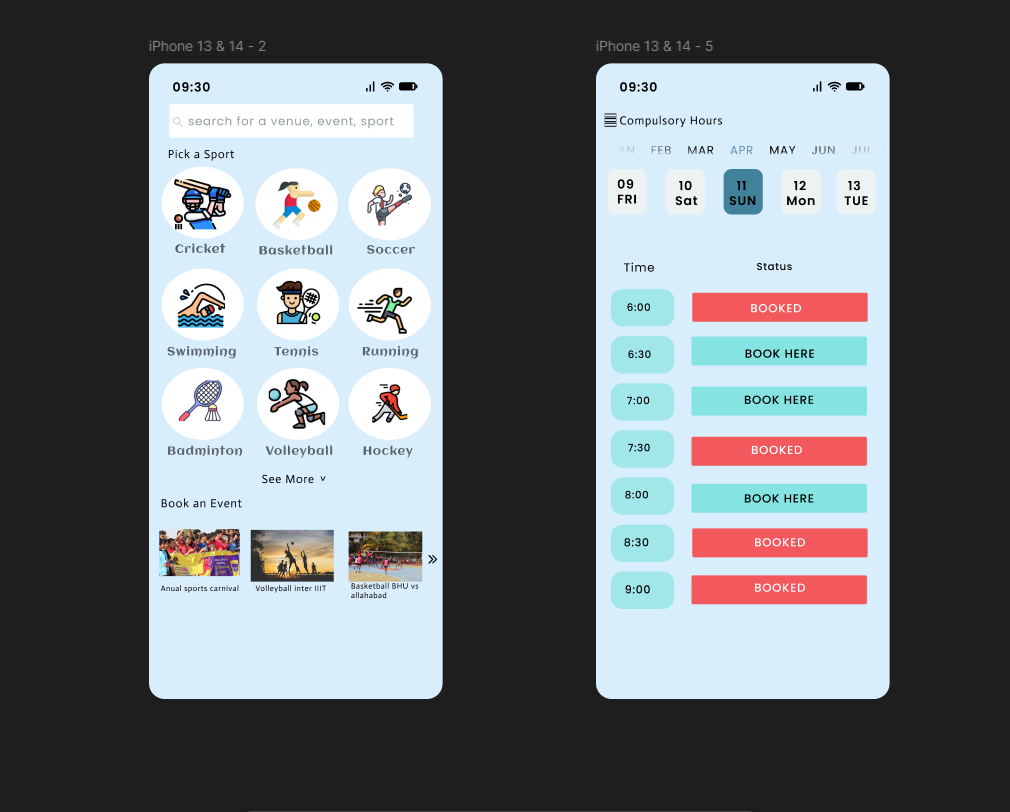 iPhone 13 & 14 - 2
09:30
search for a venue, event, sport
Pick a Sport
Cricket
Basketball
Soccer
Swimming
Tennis
Running
Badminton
Volleyball
Hockey
See More
Book an Event
Anual sports carnival
Volleyball inter IIIT
Basketball BHU vs
allahabad
iPhone 13 & 14 - 5
09:30
Compulsory Hours
FEB MAR APR MAY JUN
09
FRI
10
Sat
11
SUN
12
Mon
13
TUE
Time Status
6:00 BOOKED
6:30 BOOK HERE
7:00 BOOK HERE
7:30 BOOKED
8:00 BOOK HERE
8:30 BOOKED
9:00 BOOKED